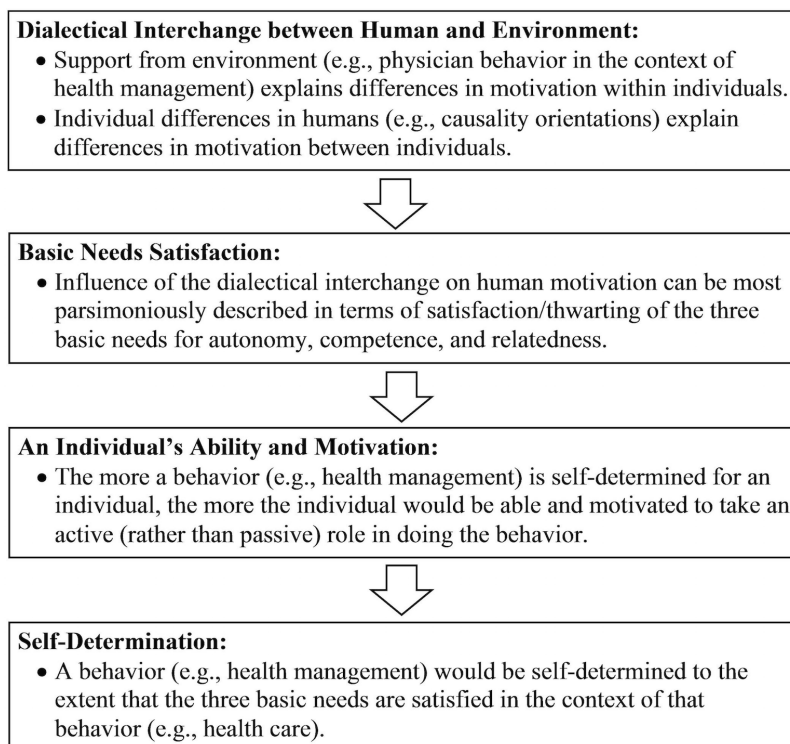 Dialectical Interchange between Human and Environment:
• Support from environment (e.g., physician behavior in the context of
health management) explains differences in motivation within individuals.
• Individual differences in humans (e.g., causality orientations) explain
differences in motivation between individuals.
Basic Needs Satisfaction:
• Influence of the dialectical interchange on human motivation can be most
parsimoniously described in terms of satisfaction/thwarting of the three
basic needs for autonomy, competence, and relatedness.
An Individual’s Ability and Motivation:
• The more a behavior (e.g., health management) is self-determined for an
individual, the more the individual would be able and motivated to take an
active (rather than passive) role in doing the behavior.
Self-Determination:
• A behavior (e.g., health management) would be self-determined to the
extent that the three basic needs are satisfied in the context of that
behavior (e.g., health care).